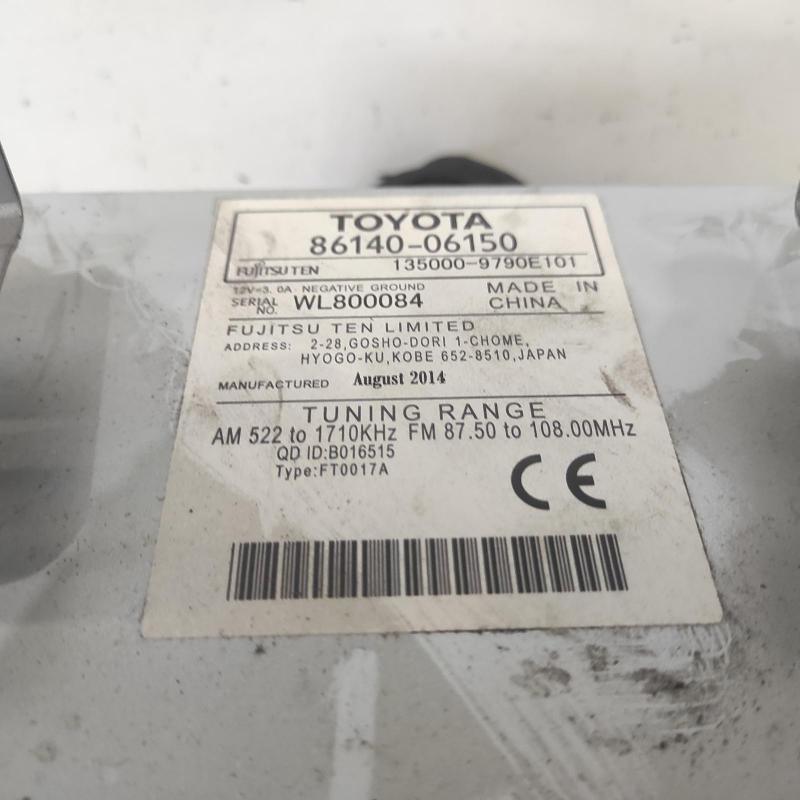 TOYOTA
86140-06150
FUJITSU TEN 135000-9790E101
12V⎓3.0A NEGATIVE GROUND
SERIAL NO. WL800084
MADE IN CHINA
FUJITSU TEN LIMITED
ADDRESS: 2-28,GOSHO-DORI 1-CHOME,
HYOGO-KU,KOBE 652-8510,JAPAN
MANUFACTURED August 2014
TUNING RANGE
AM 522 to 1710KHz FM 87.50 to 108.00MHz
QD ID:B016515
Type:FT0017A
CE